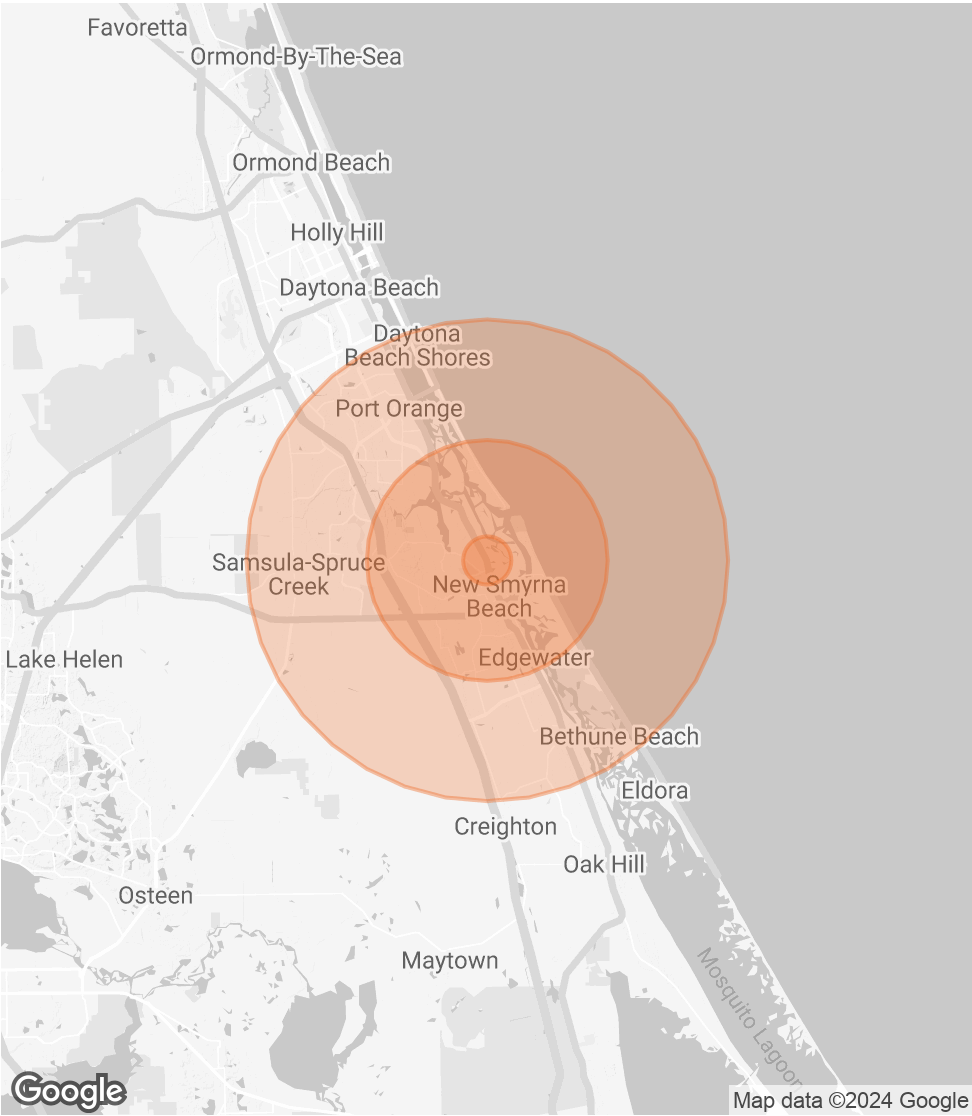 Favoretta
Ormond-By-The-Sea
Ormond Beach
Holly Hill
Daytona Beach
Daytona
Beach Shores
Port Orange
Samsula-Spruce
Creek
New Smyrna
Beach
Lake Helen
Edgewater
Bethune Beach
Eldora
Creighton
Oak Hill
Osteen
Maytown
Mosquito Lagoon
Google
Map data ©2024 Google